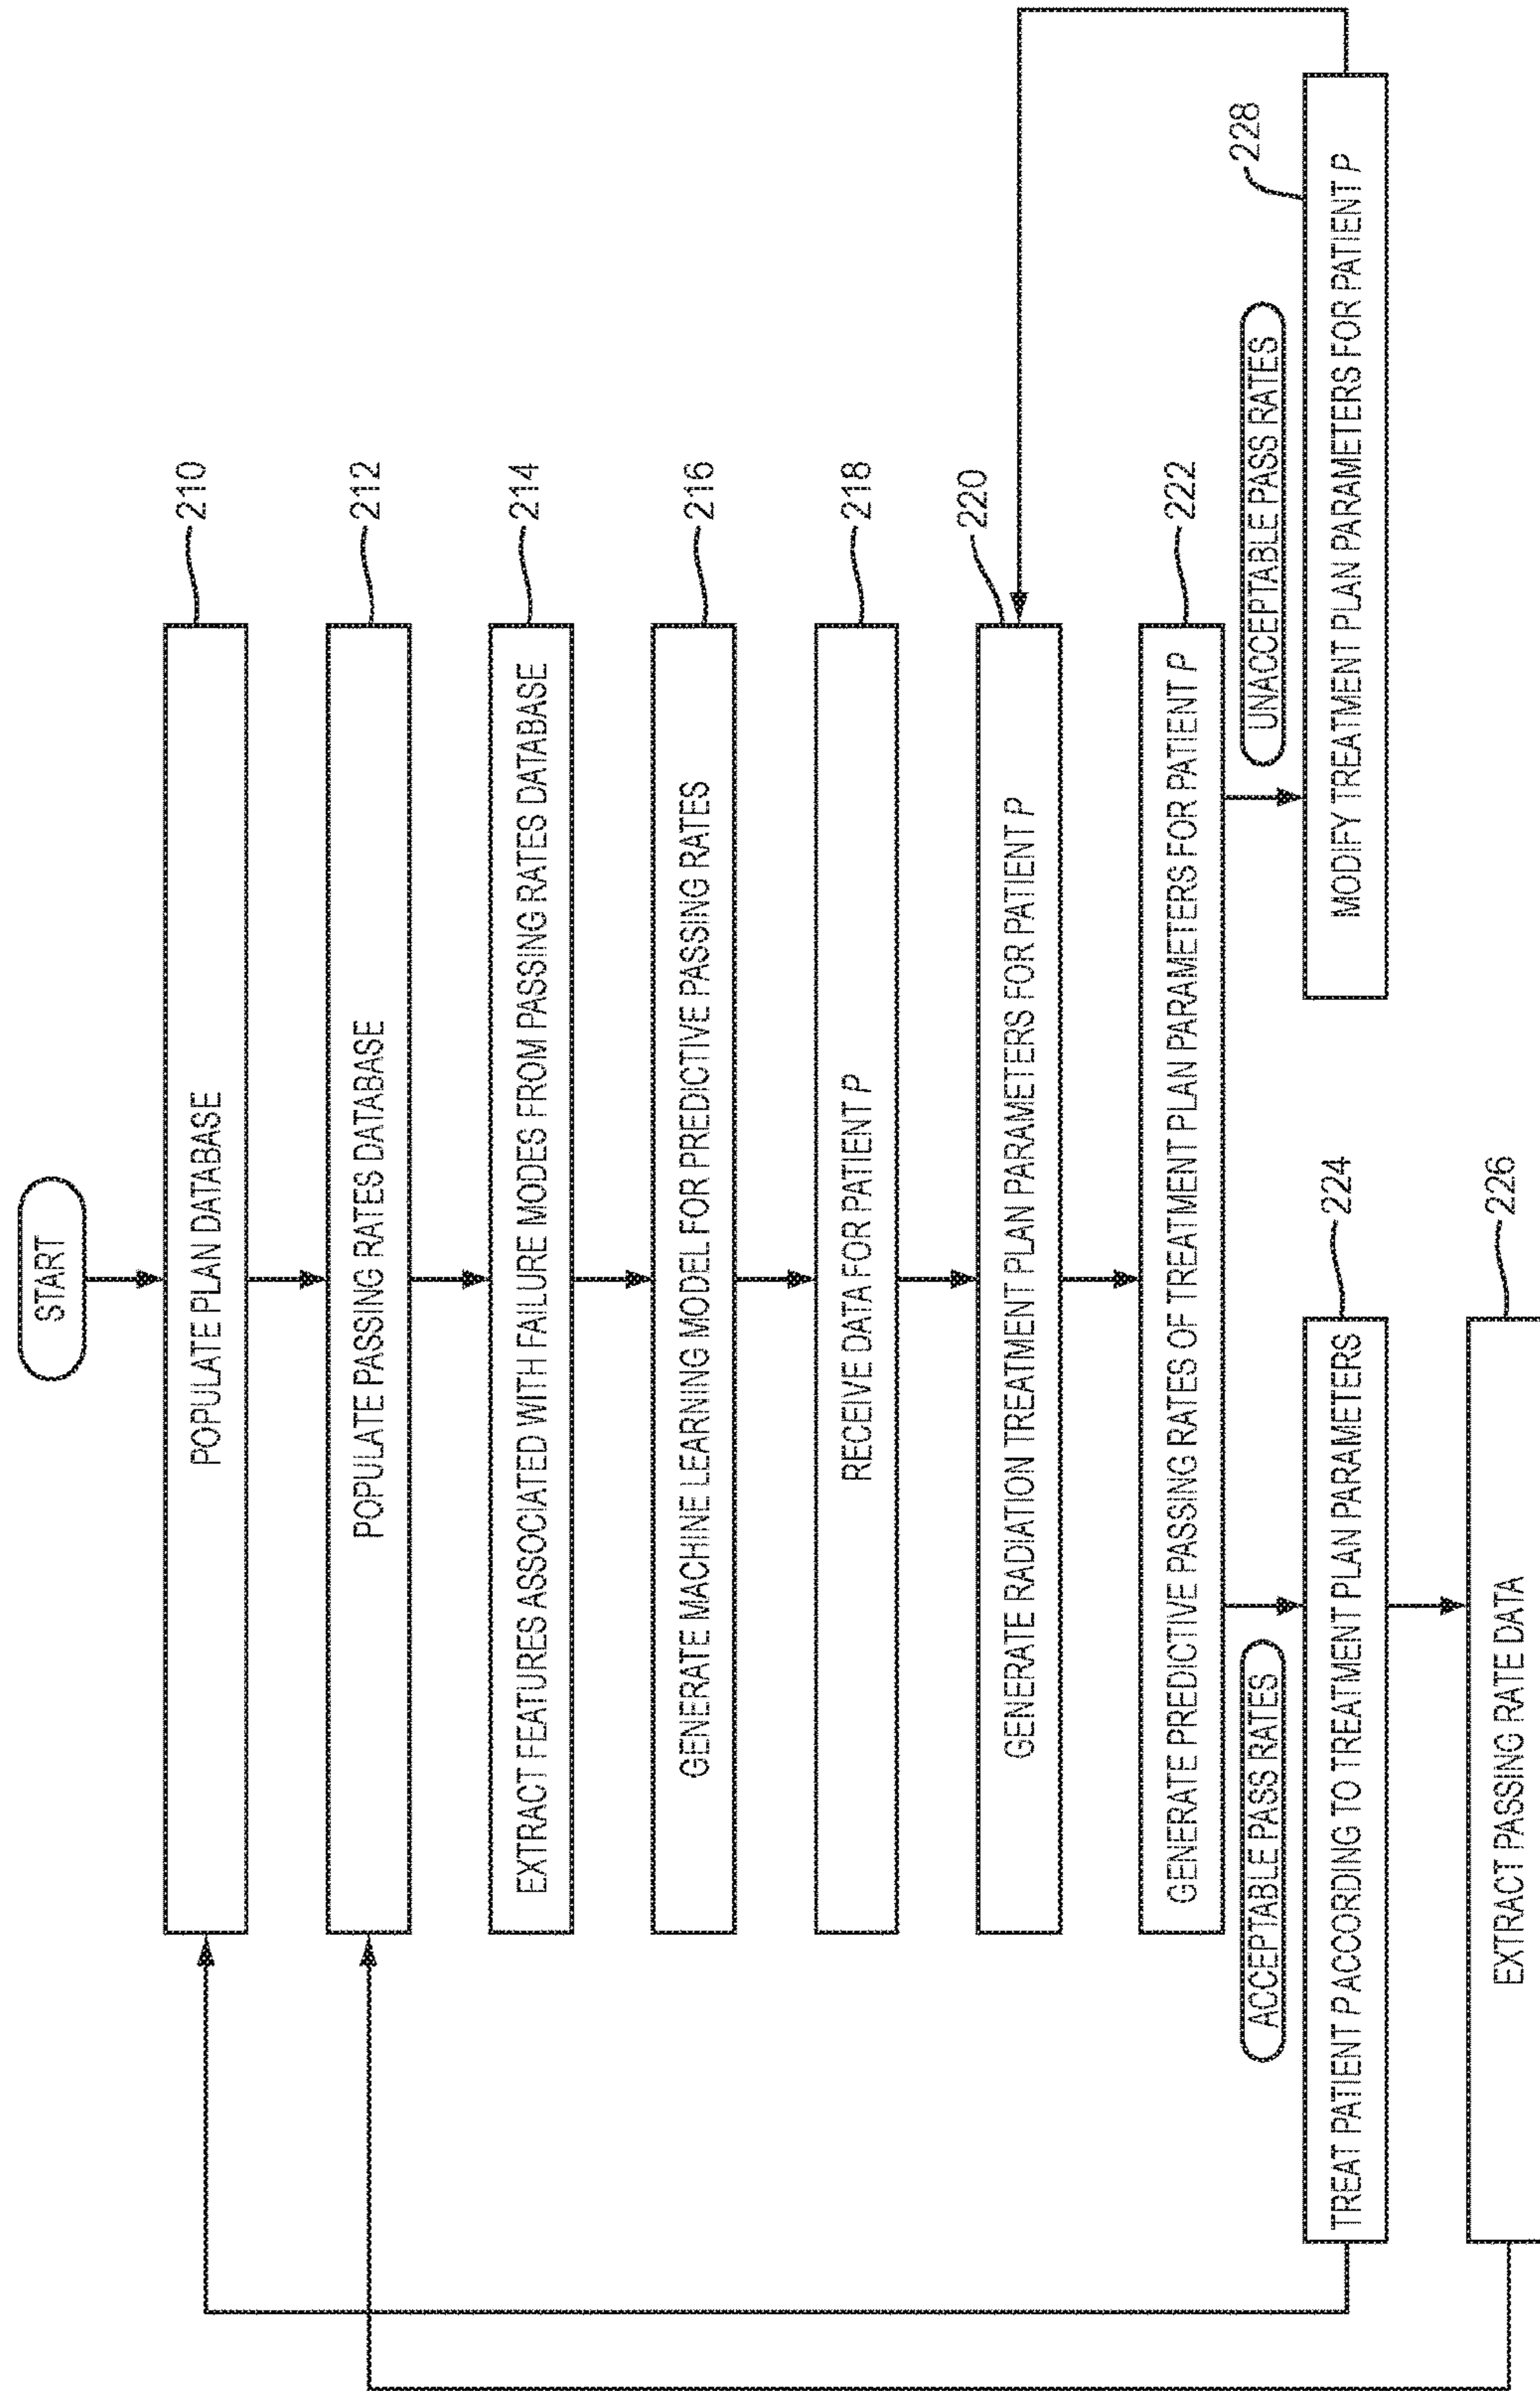 START
POPULATE PLAN DATABASE
210
POPULATE PASSING RATES DATABASE
212
EXTRACT FEATURES ASSOCIATED WITH FAILURE MODES FROM PASSING RATES DATABASE
214
GENERATE MACHINE LEARNING MODEL FOR PREDICTIVE PASSING RATES
216
RECEIVE DATA FOR PATIENT P
218
GENERATE RADIATION TREATMENT PLAN PARAMETERS FOR PATIENT P
220
GENERATE PREDICTIVE PASSING RATES OF TREATMENT PLAN PARAMETERS FOR PATIENT P
222
ACCEPTABLE PASS RATES
UNACCEPTABLE PASS RATES
228
TREAT PATIENT P ACCORDING TO TREATMENT PLAN PARAMETERS
224
MODIFY TREATMENT PLAN PARAMETERS FOR PATIENT P
EXTRACT PASSING RATE DATA
226